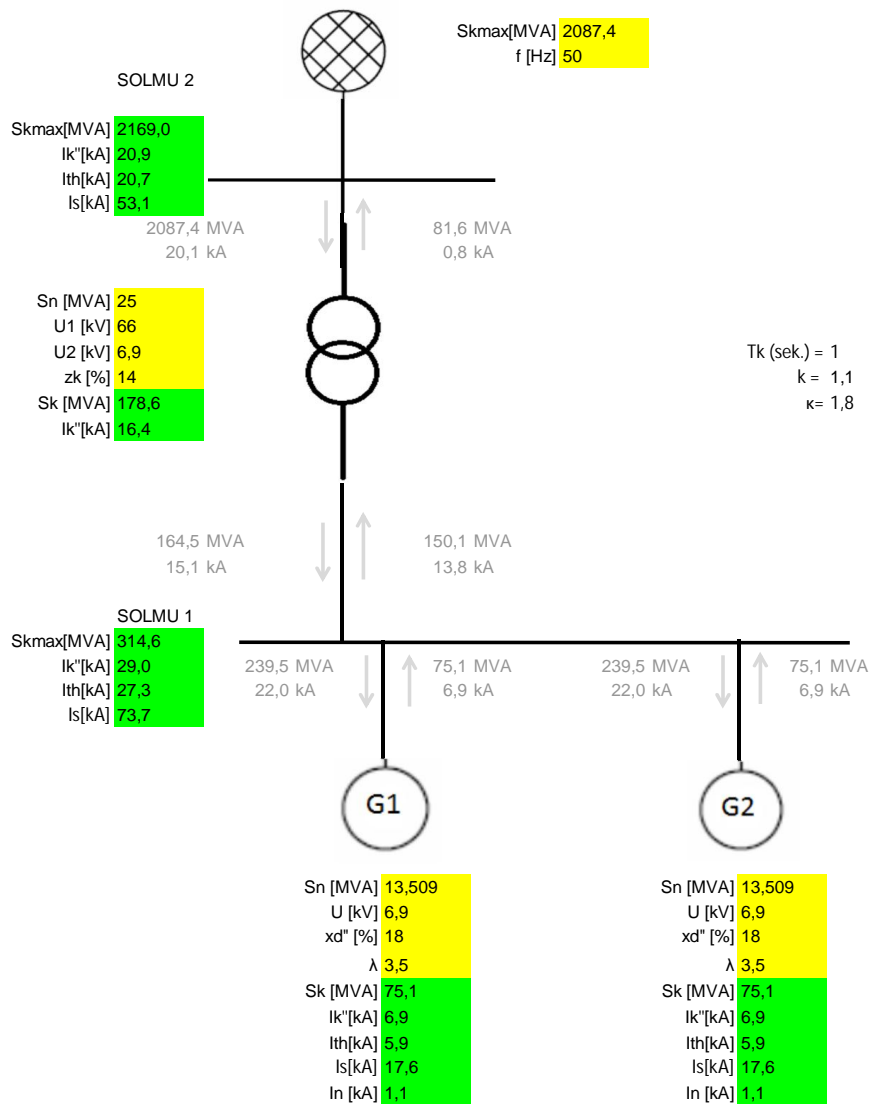 Skmax[MVA] 2087,4
f [Hz] 50
SOLMU 2
Skmax[MVA] 2169,0
Ik"[kA] 20,9
Ith[kA] 20,7
Is[kA] 53,1
2087,4 MVA 81,6 MVA
20,1 kA 0,8 kA
Sn [MVA] 25
U1 [kV] 66
U2 [kV] 6,9
zk [%] 14
Sk [MVA] 178,6
Ik"[kA] 16,4
Tk (sek.) = 1
k = 1,1
κ= 1,8
164,5 MVA 150,1 MVA
15,1 kA 13,8 kA
SOLMU 1
Skmax[MVA] 314,6
Ik"[kA] 29,0
Ith[kA] 27,3
Is[kA] 73,7
239,5 MVA 75,1 MVA 239,5 MVA 75,1 MVA
22,0 kA 6,9 kA 22,0 kA 6,9 kA
G1 G2
Sn [MVA] 13,509 Sn [MVA] 13,509
U [kV] 6,9 U [kV] 6,9
xd" [%] 18 xd" [%] 18
λ 3,5 λ 3,5
Sk [MVA] 75,1 Sk [MVA] 75,1
Ik"[kA] 6,9 Ik"[kA] 6,9
Ith[kA] 5,9 Ith[kA] 5,9
Is[kA] 17,6 Is[kA] 17,6
In [kA] 1,1 In [kA] 1,1